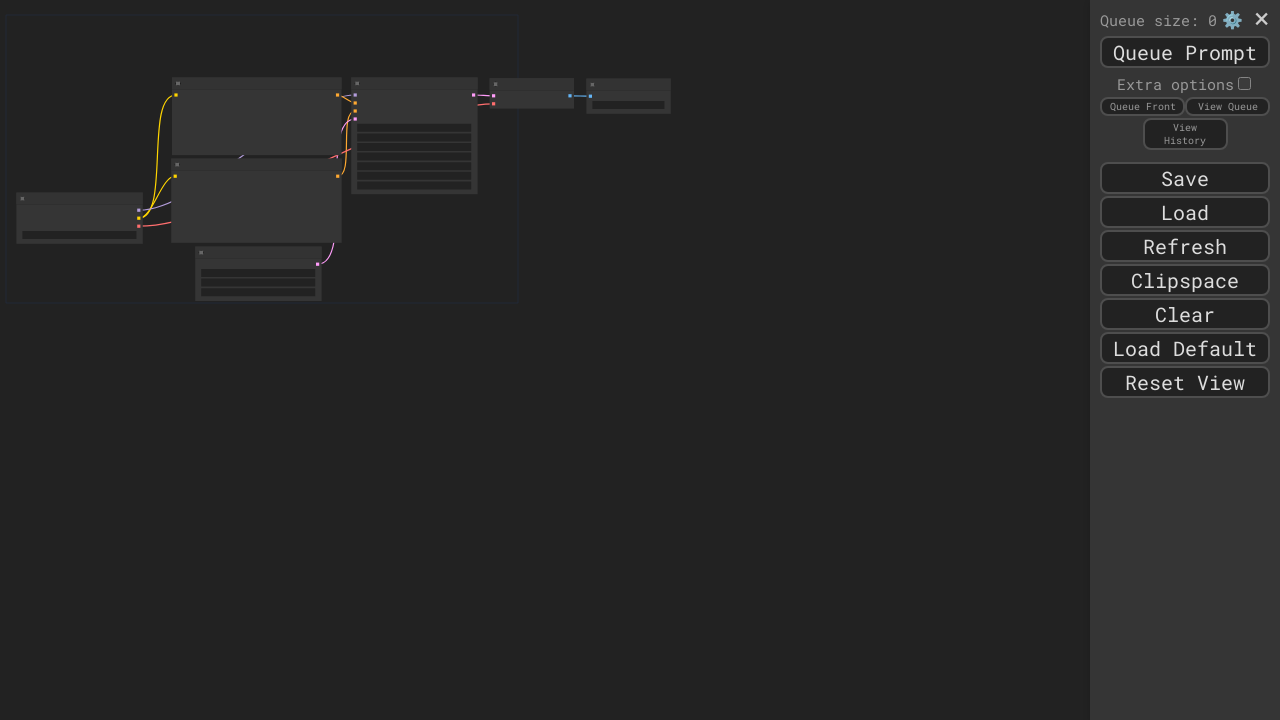 Queue size: 0
Queue Prompt
Extra options
Queue Front View Queue
View
History
Save
Load
Refresh
Clipspace
Clear
Load Default
Reset View